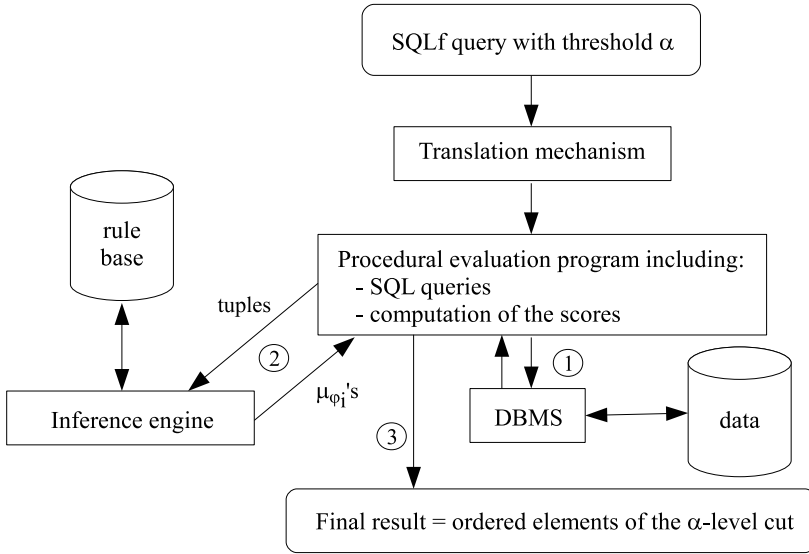 SQLf query with threshold α
Translation mechanism
rule
base
Procedural evaluation program including:
- SQL queries
- computation of the scores
tuples
2
1
μφi's
Inference engine
DBMS
data
3
Final result = ordered elements of the α-level cut